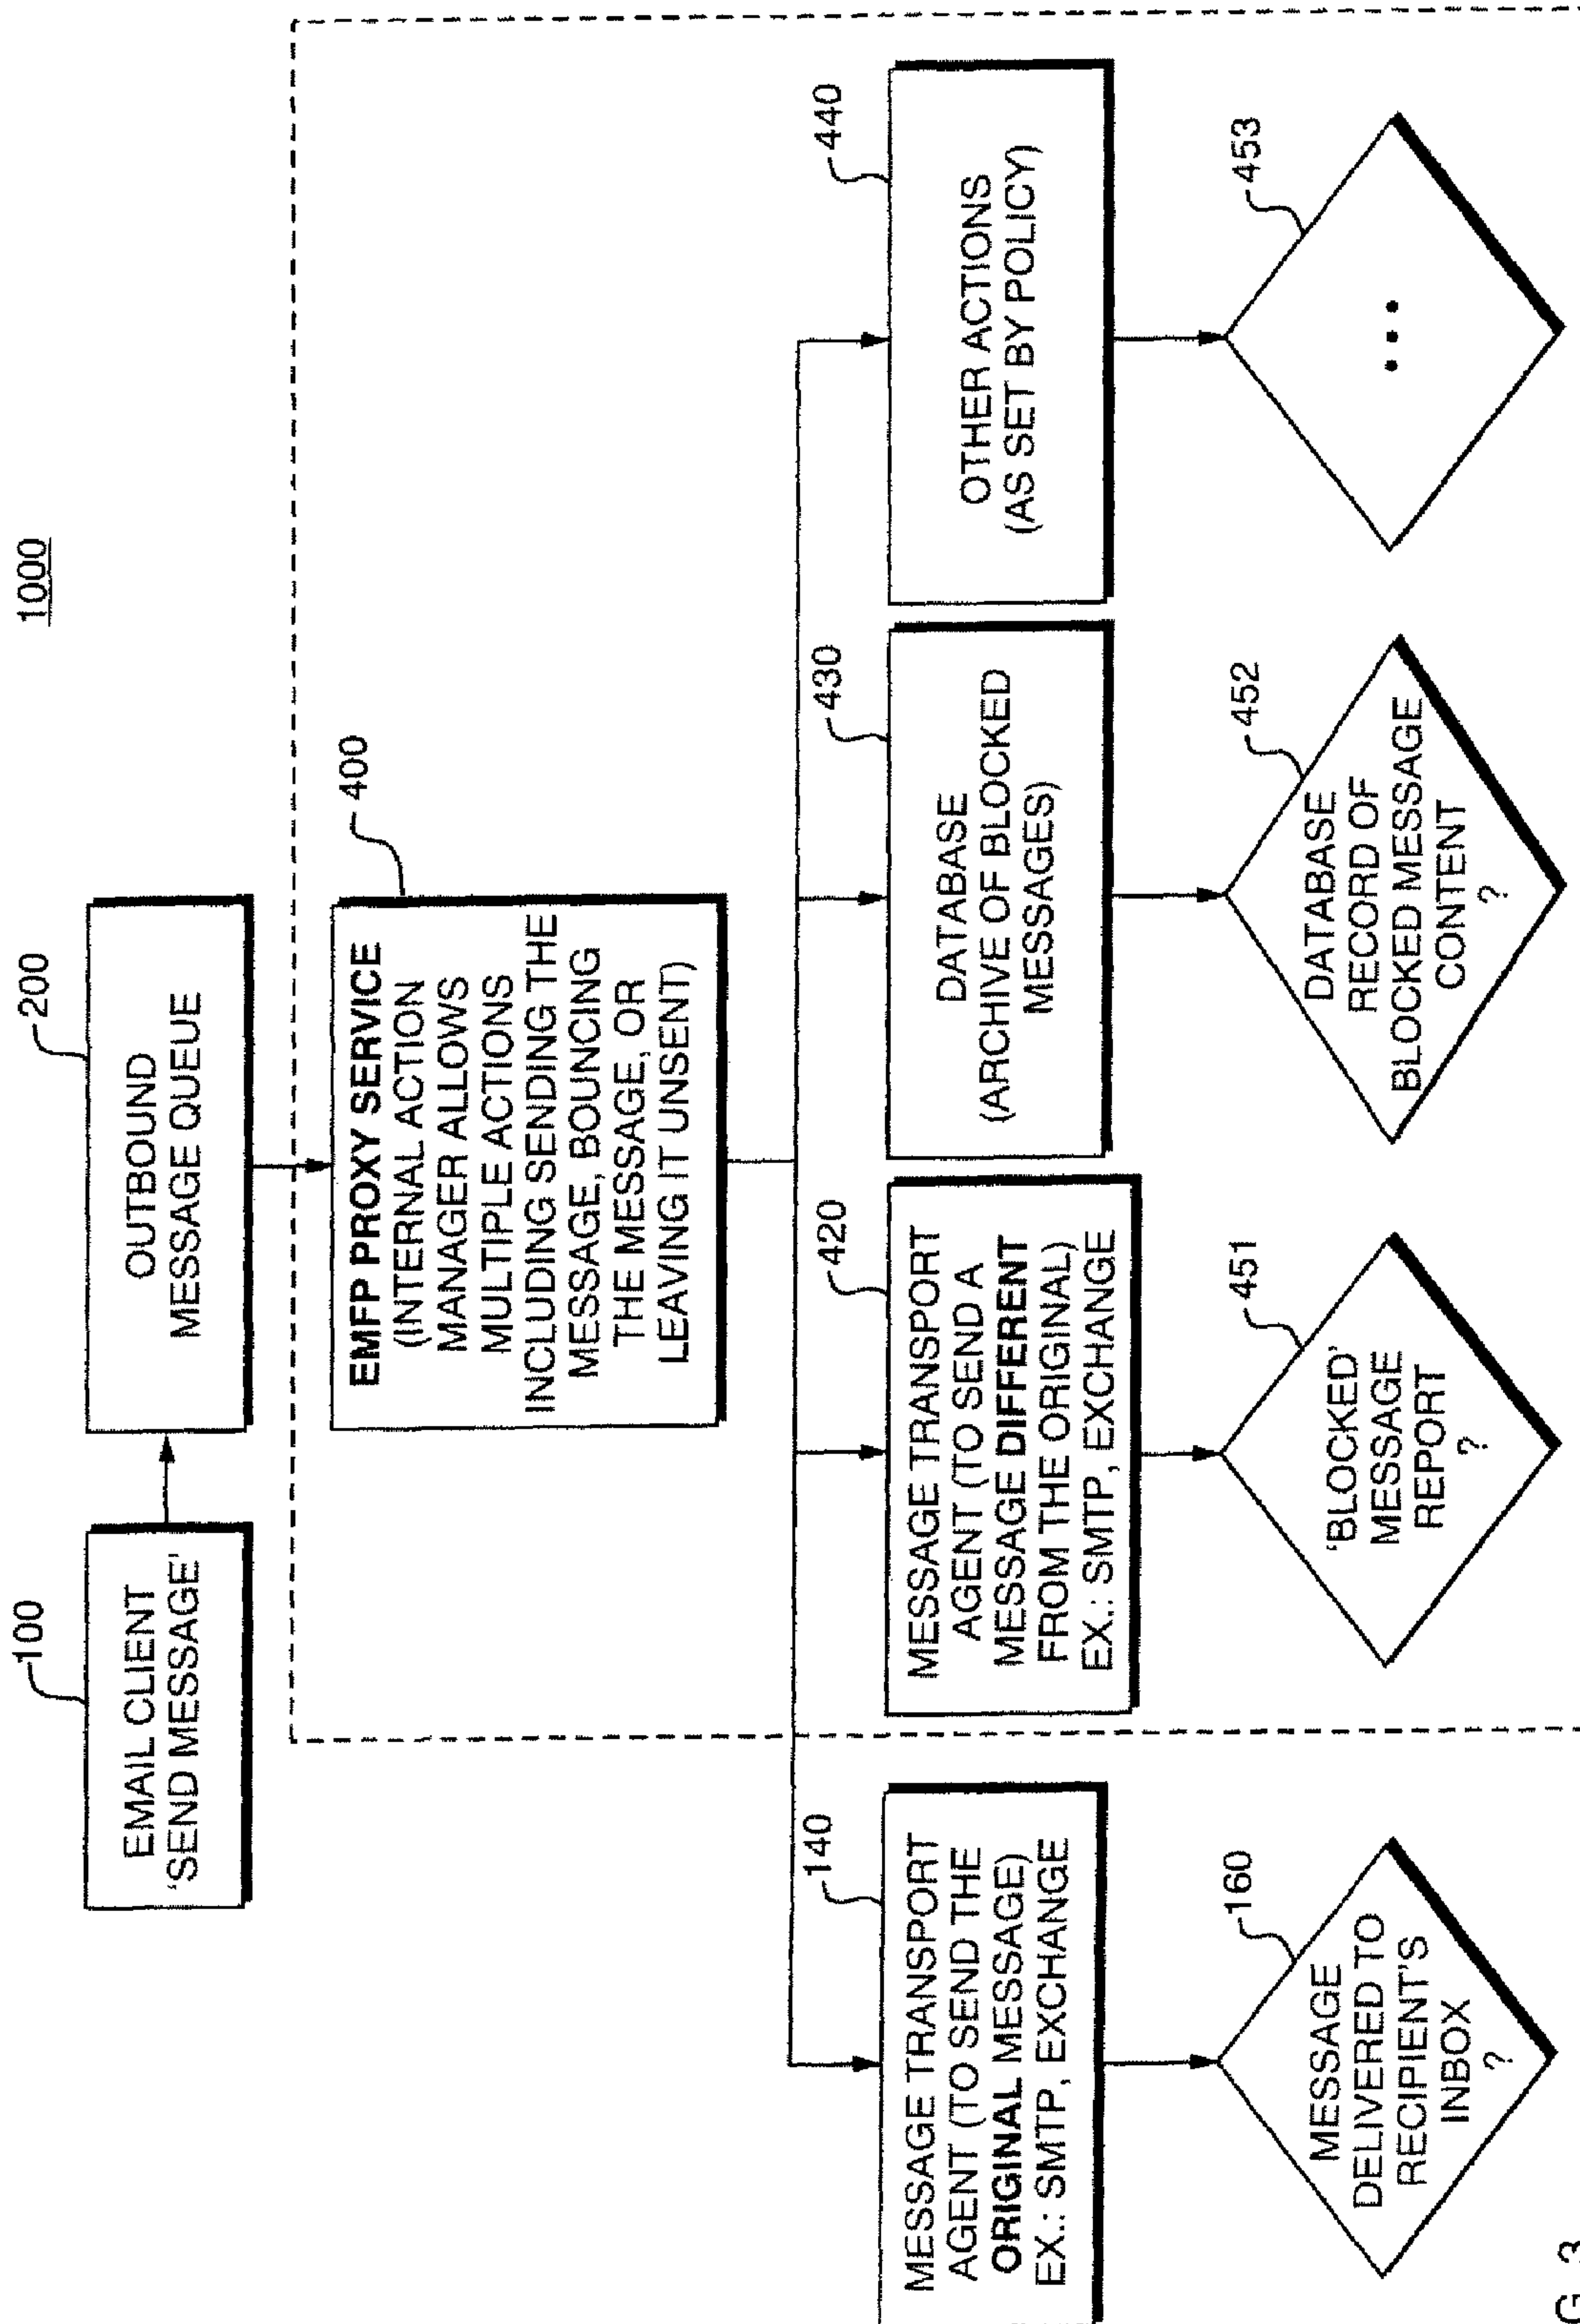 1000
100
EMAIL CLIENT
'SEND MESSAGE'
200
OUTBOUND
MESSAGE QUEUE
400
EMFP PROXY SERVICE
(INTERNAL ACTION
MANAGER ALLOWS
MULTIPLE ACTIONS
INCLUDING SENDING THE
MESSAGE, BOUNCING
THE MESSAGE, OR
LEAVING IT UNSENT)
140
MESSAGE TRANSPORT
AGENT (TO SEND THE
ORIGINAL MESSAGE)
EX.: SMTP, EXCHANGE
420
MESSAGE TRANSPORT
AGENT (TO SEND A
MESSAGE DIFFERENT
FROM THE ORIGINAL)
EX.: SMTP, EXCHANGE
430
DATABASE
(ARCHIVE OF BLOCKED
MESSAGES)
440
OTHER ACTIONS
(AS SET BY POLICY)
160
MESSAGE
DELIVERED TO
RECIPIENT'S
INBOX
?
451
'BLOCKED'
MESSAGE
REPORT
?
452
DATABASE
RECORD OF
BLOCKED MESSAGE
CONTENT
?
453
...
G. 3